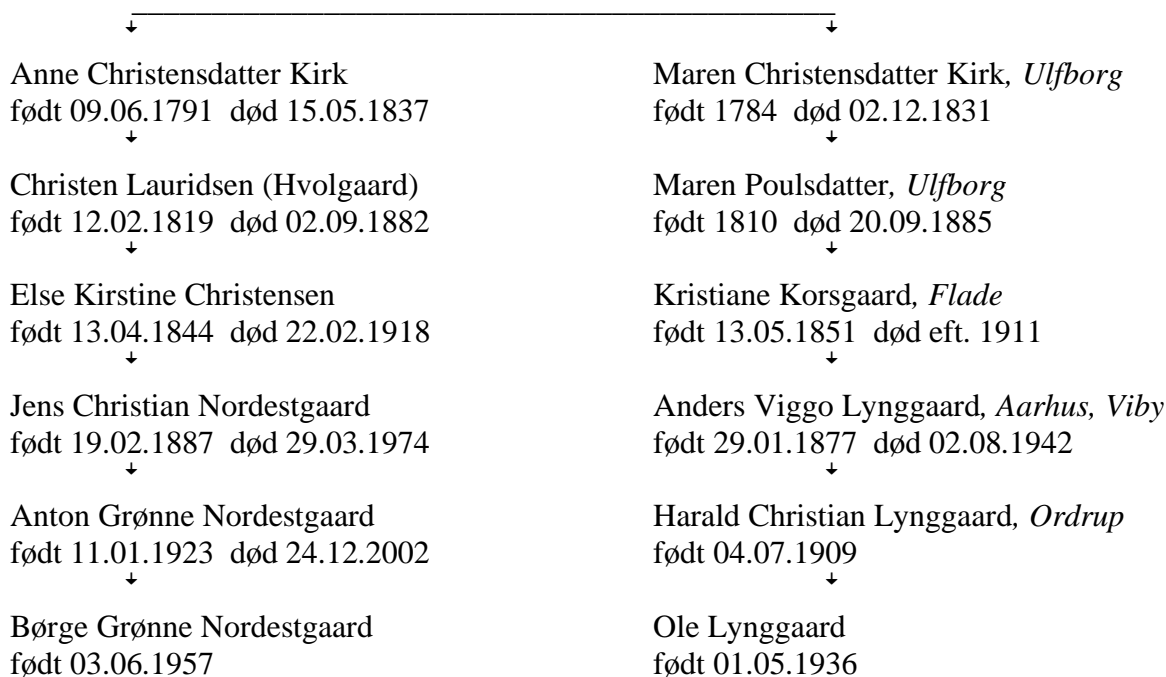 Anne Christensdatter Kirk
født 09.06.1791 død 15.05.1837
Christen Lauridsen (Hvolgaard)
født 12.02.1819 død 02.09.1882
Else Kirstine Christensen
født 13.04.1844 død 22.02.1918
Jens Christian Nordestgaard
født 19.02.1887 død 29.03.1974
Anton Grønne Nordestgaard
født 11.01.1923 død 24.12.2002
Børge Grønne Nordestgaard
født 03.06.1957
Maren Christensdatter Kirk, Ulfborg
født 1784 død 02.12.1831
Maren Poulsdatter, Ulfborg
født 1810 død 20.09.1885
Kristiane Korsgaard, Flade
født 13.05.1851 død eft. 1911
Anders Viggo Lynggaard, Aarhus, Viby
født 29.01.1877 død 02.08.1942
Harald Christian Lynggaard, Ordrup
født 04.07.1909
Ole Lynggaard
født 01.05.1936